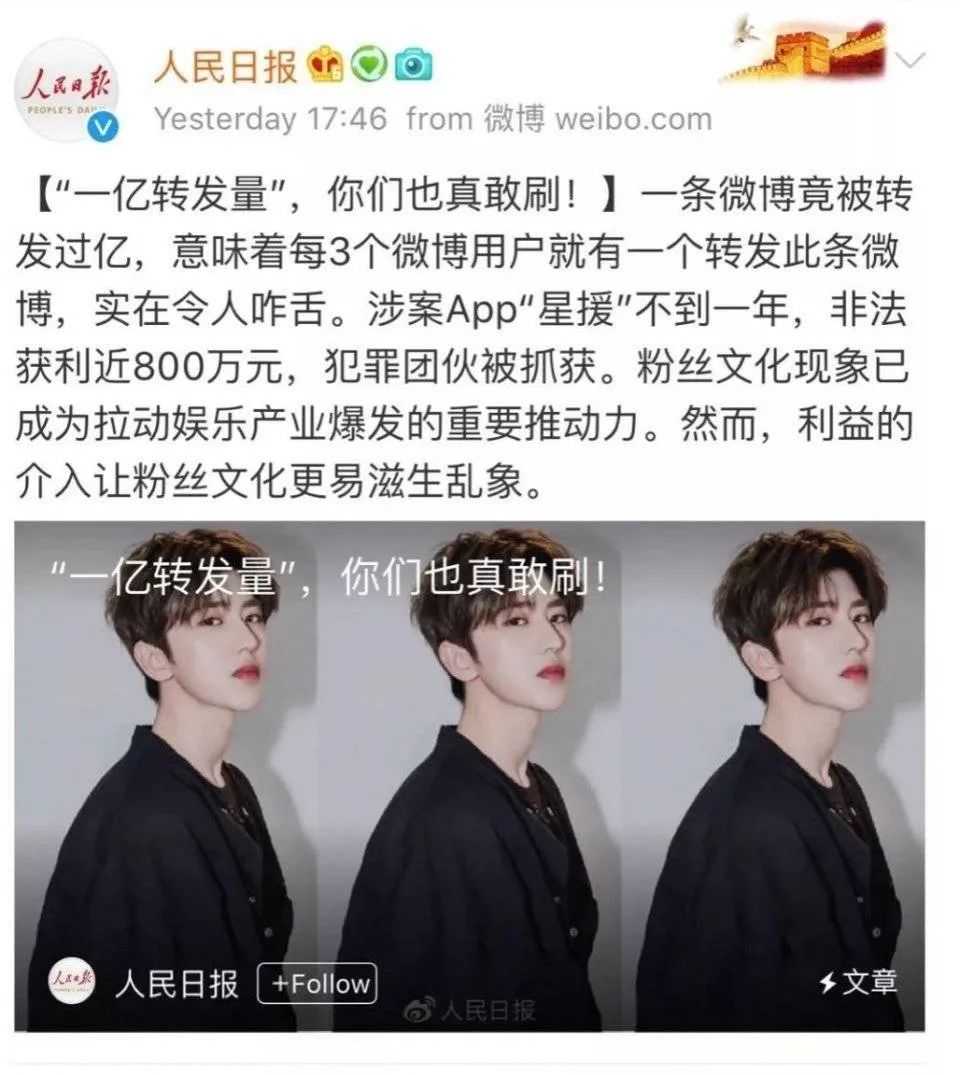 人民日报
PEOPLE'S DAILY
人民日报
Yesterday 17:46 from 微博 weibo.com
【“一亿转发量”，你们也真敢刷！】一条微博竟被转
发过亿，意味着每3个微博用户就有一个转发此条微
博，实在令人咋舌。涉案App“星援”不到一年，非法
获利近800万元，犯罪团伙被抓获。粉丝文化现象已
成为拉动娱乐产业爆发的重要推动力。然而，利益的
介入让粉丝文化更易滋生乱象。
“一亿转发量”，你们也真敢刷！
人民日报
人民日报
+Follow
文章
人民日报